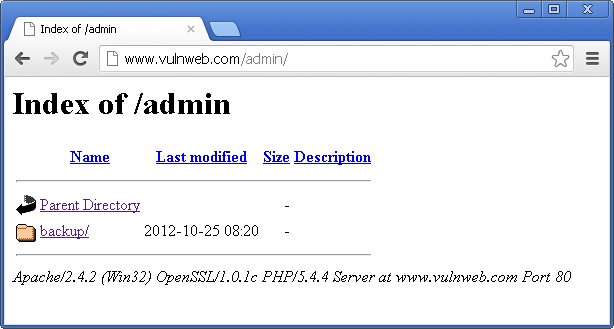 Index of /admin
www.vulnweb.com/admin/
Index of /admin
Name Last modified Size Description
Parent Directory -
backup/ 2012-10-25 08:20 -
Apache/2.4.2 (Win32) OpenSSL/1.0.1c PHP/5.4.4 Server at www.vulnweb.com Port 80